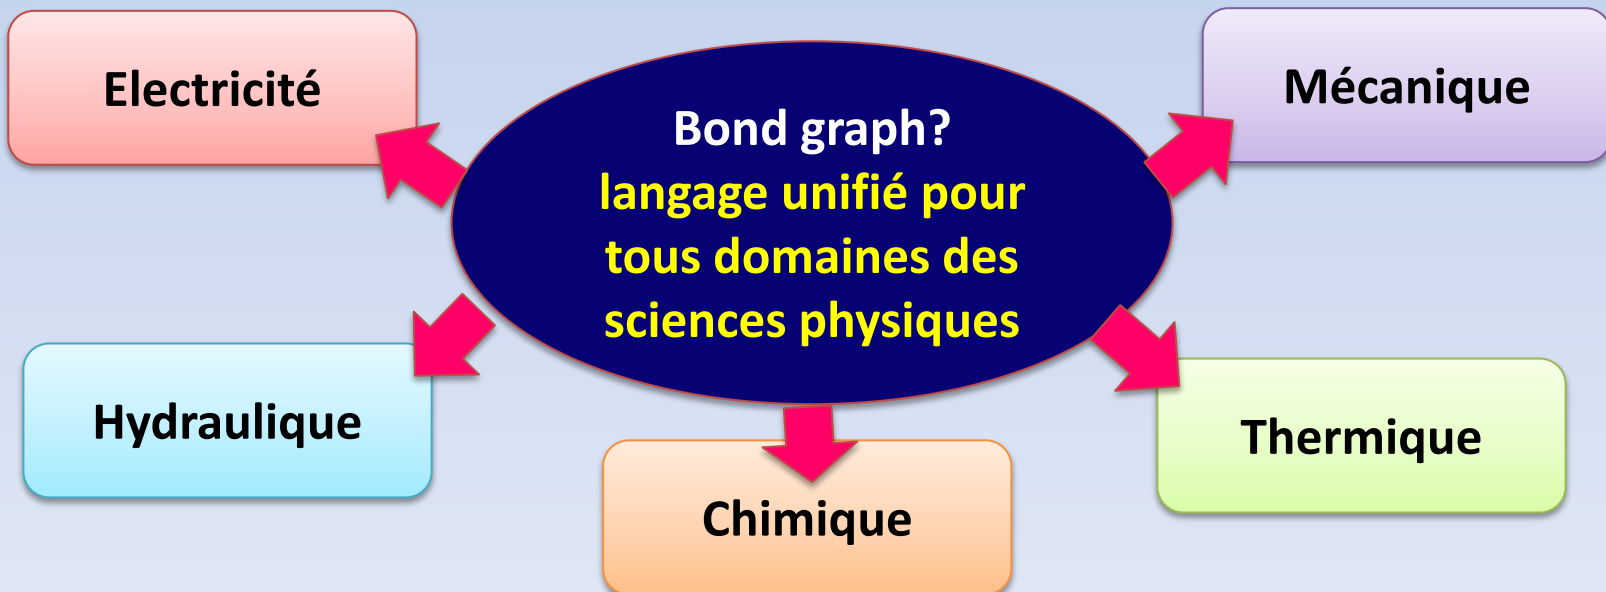 Electricité
Mécanique
Bond graph?
langage unifié pour
tous domaines des
sciences physiques
Hydraulique
Thermique
Chimique